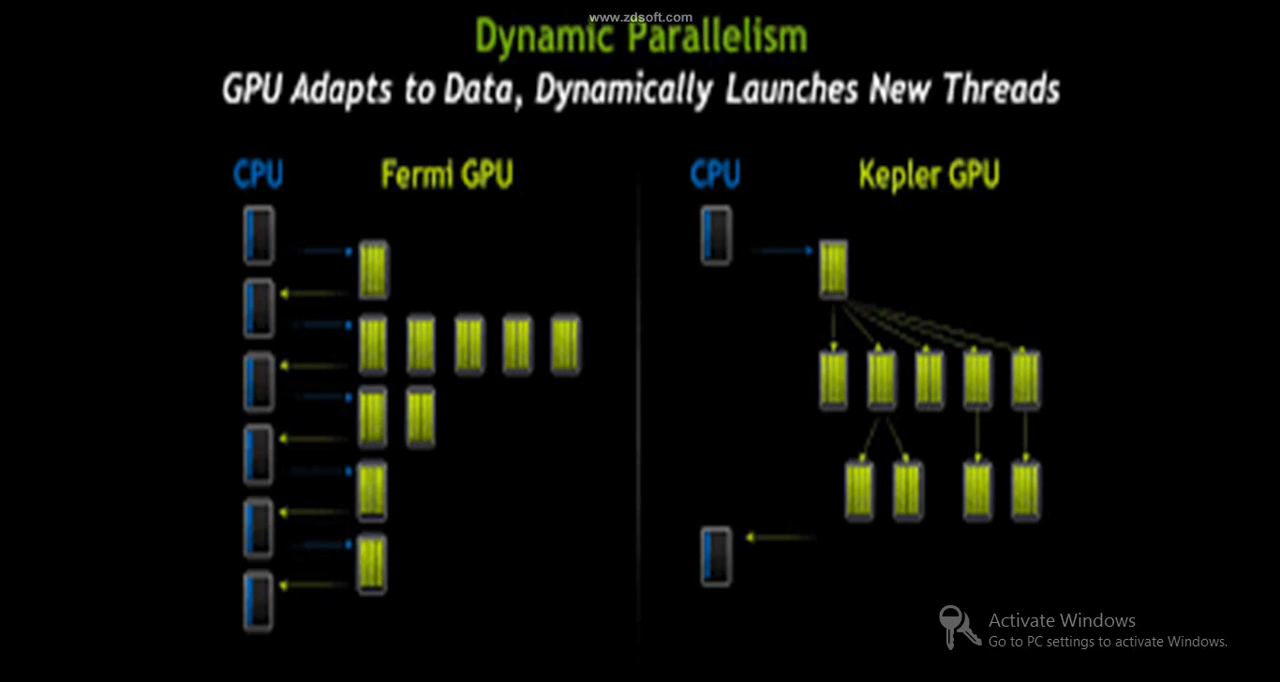 www.zdsoft.com
Dynamic Parallelism
GPU Adapts to Data, Dynamically Launches New Threads
CPU Fermi GPU
CPU Kepler GPU
Activate Windows
Go to PC settings to activate Windows.